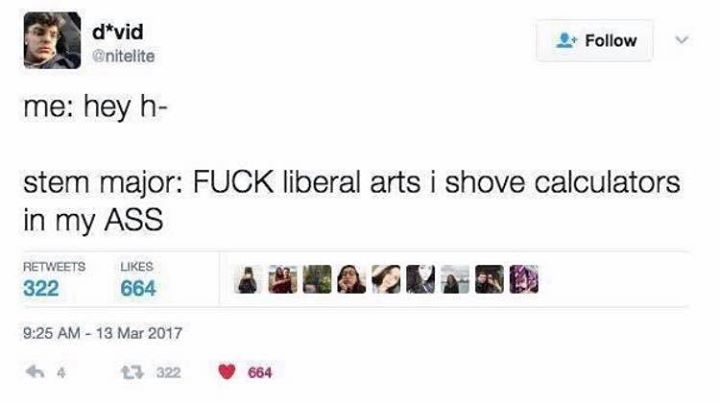 d*vid
@nitelite
Follow
me: hey h-
stem major: FUCK liberal arts i shove calculators
in my ASS
RETWEETS LIKES
322 664
9:25 AM - 13 Mar 2017
4 322 664